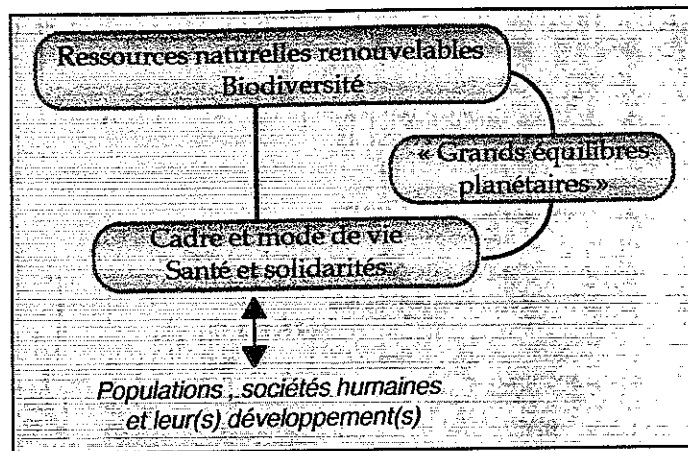 Ressources naturelles renouvelables
Biodiversité
« Grands équilibres
planétaires »
Cadre et mode de vie
Santé et solidarités
Populations, sociétés humaines
et leur(s) développement(s)